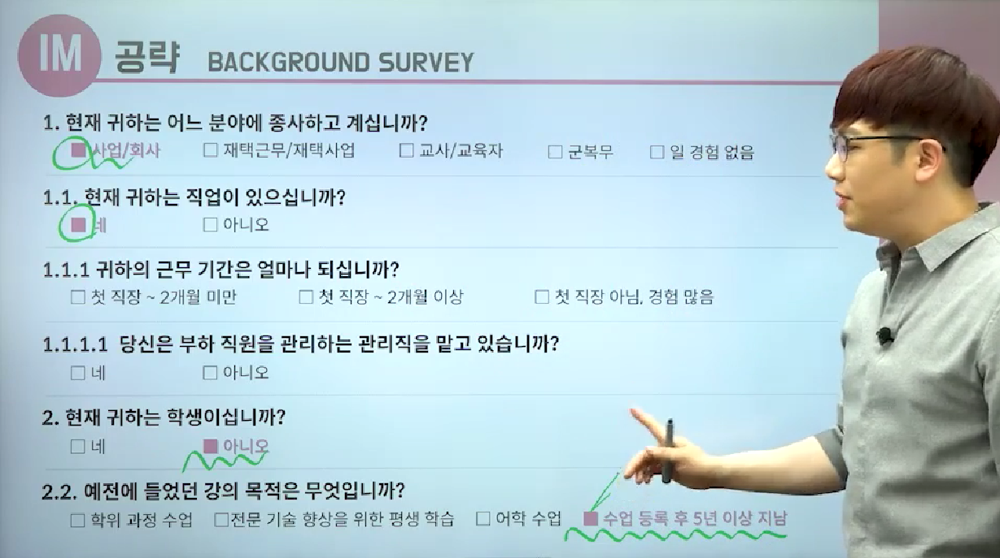 IM 공략 BACKGROUND SURVEY
1. 현재 귀하는 어느 분야에 종사하고 계십니까?
사업/회사 재택근무/재택사업 교사/교육자 군복무 일 경험 없음
1.1. 현재 귀하는 직업이 있으십니까?
네 아니오
1.1.1 귀하의 근무 기간은 얼마나 되십니까?
첫 직장 ~ 2개월 미만 첫 직장 ~ 2개월 이상 첫 직장 아님, 경험 많음
1.1.1.1 당신은 부하 직원을 관리하는 관리직을 맡고 있습니까?
네 아니오
2. 현재 귀하는 학생이십니까?
네 아니오
2.2. 예전에 들었던 강의 목적은 무엇입니까?
학위 과정 수업 전문 기술 향상을 위한 평생 학습 어학 수업 수업 등록 후 5년 이상 지남